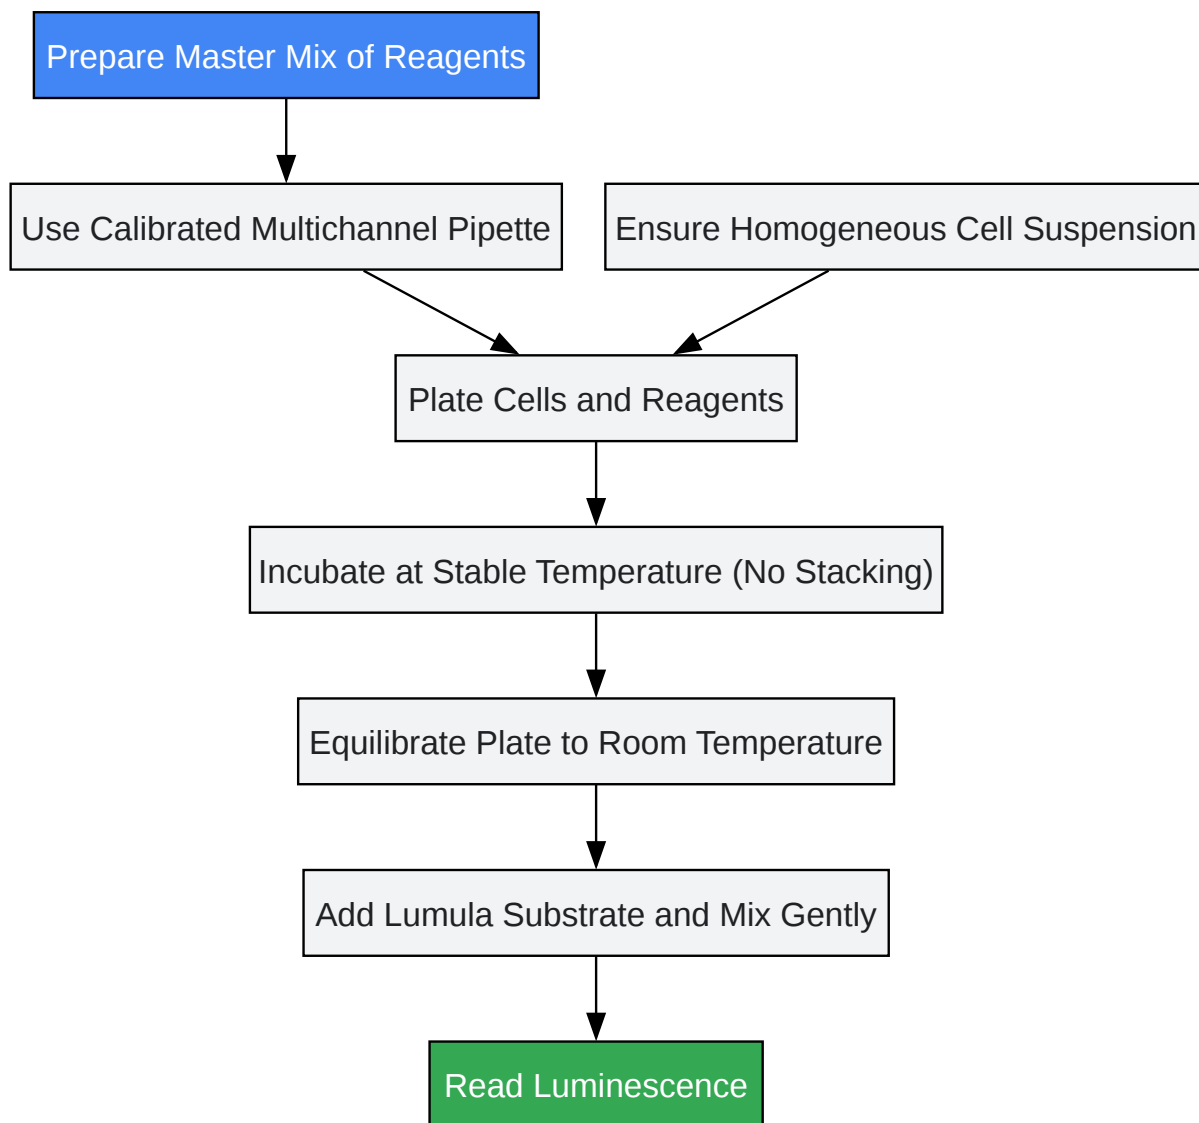 Prepare Master Mix of Reagents
Use Calibrated Multichannel Pipette
Ensure Homogeneous Cell Suspension
Plate Cells and Reagents
Incubate at Stable Temperature (No Stacking)
Equilibrate Plate to Room Temperature
Add Lumula Substrate and Mix Gently
Read Luminescence